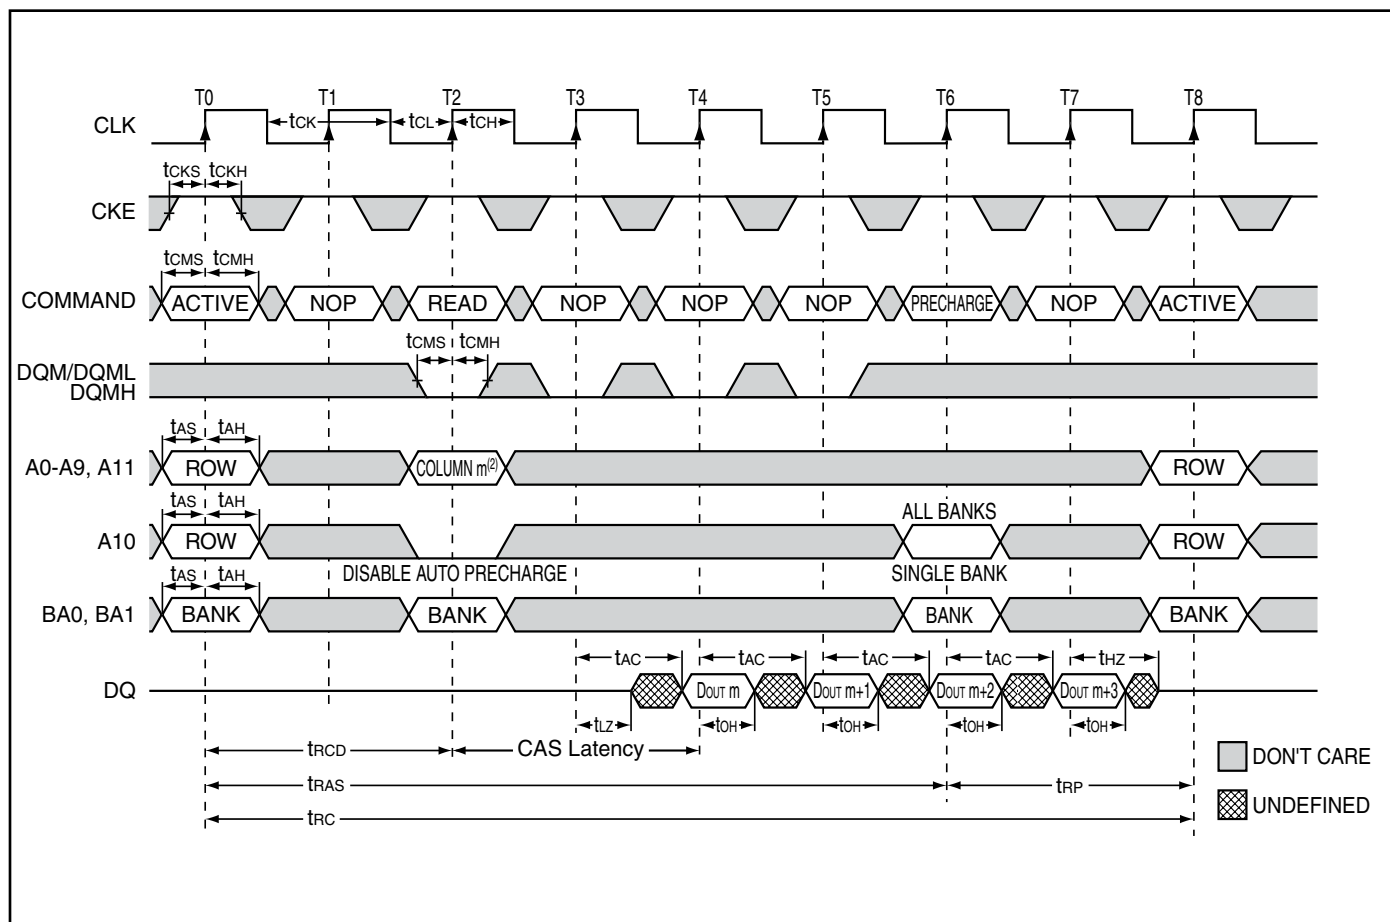 T0 T1 T2 T3 T4 T5 T6 T7 T8
CLK
tCK tCL tCH
tCKS tCKH
CKE
tCMS tCMH
COMMAND ACTIVE NOP READ NOP NOP NOP PRECHARGE NOP ACTIVE
tCMS tCMH
DQM/DQML
DQMH
tAS tAH
A0-A9, A11 ROW COLUMN m(2) ROW
tAS tAH
ALL BANKS
A10 ROW ROW
DISABLE AUTO PRECHARGE SINGLE BANK
tAS tAH
BA0, BA1 BANK BANK BANK BANK
tAC tAC tAC tAC tHZ
DQ DOUT m DOUT m+1 DOUT m+2 DOUT m+3
tLZ tOH tOH tOH tOH
tRCD CAS Latency
DON'T CARE
tRAS tRP
UNDEFINED
tRC